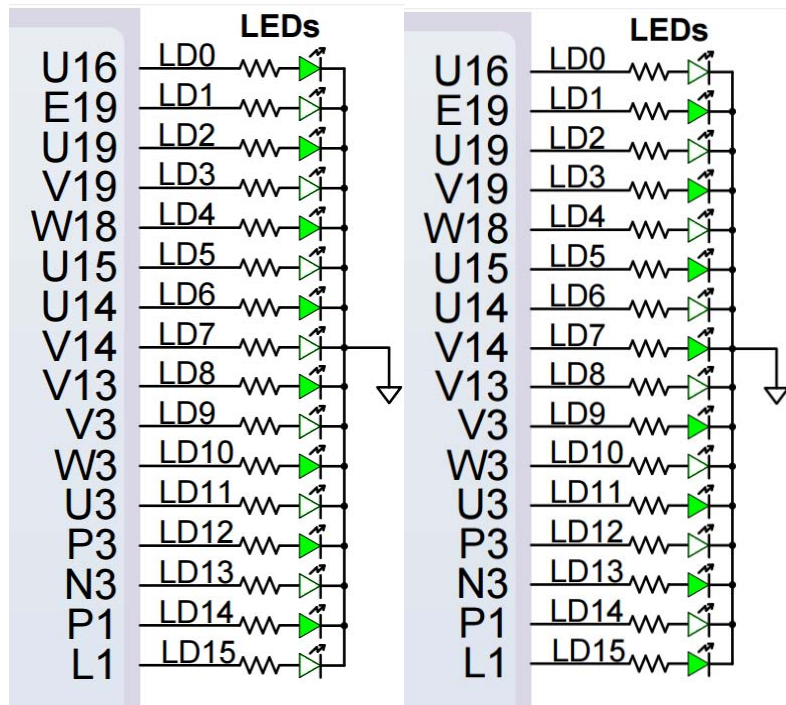 LEDs
U16 LD0
E19 LD1
U19 LD2
V19 LD3
W18 LD4
U15 LD5
U14 LD6
V14 LD7
V13 LD8
V3 LD9
W3 LD10
U3 LD11
P3 LD12
N3 LD13
P1 LD14
L1 LD15
LEDs
U16 LD0
E19 LD1
U19 LD2
V19 LD3
W18 LD4
U15 LD5
U14 LD6
V14 LD7
V13 LD8
V3 LD9
W3 LD10
U3 LD11
P3 LD12
N3 LD13
P1 LD14
L1 LD15